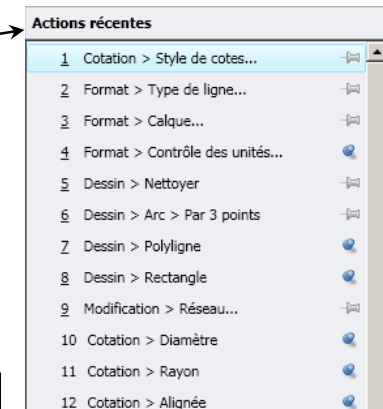 Actions récentes
1 Cotation > Style de cotes...
2 Format > Type de ligne...
3 Format > Calque...
4 Format > Contrôle des unités...
5 Dessin > Nettoyer
6 Dessin > Arc > Par 3 points
7 Dessin > Polyligne
8 Dessin > Rectangle
9 Modification > Réseau...
10 Cotation > Diamètre
11 Cotation > Rayon
12 Cotation > Alignée